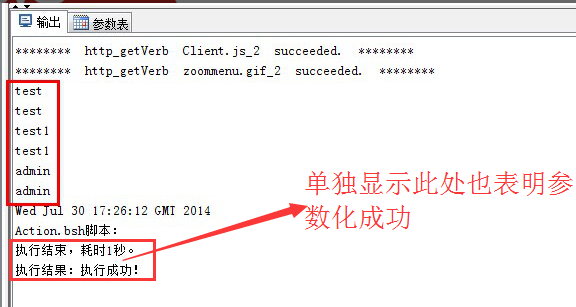 输出 参数表
******** http_getVerb Client.js_2 succeeded. ********
******** http_getVerb zoommenu.gif_2 succeeded. ********
test
test
test1
test1
admin
admin
单独显示此处也表明参
数化成功
Wed Jul 30 17:26:12 GMT 2014
Action.bsh脚本:
执行结束，耗时1秒。
执行结果：执行成功！